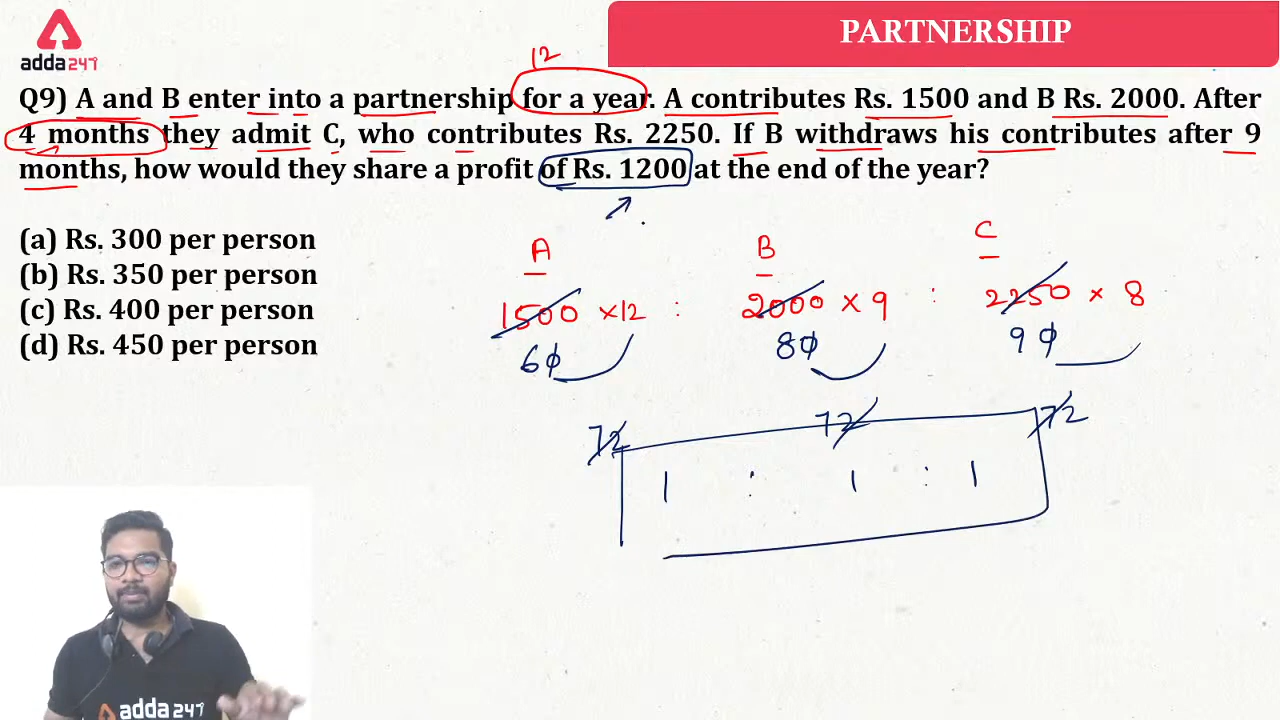 PARTNERSHIP
adda247
12
Q9) A and B enter into a partnership for a year. A contributes Rs. 1500 and B Rs. 2000. After
4 months they admit C, who contributes Rs. 2250. If B withdraws his contributes after 9
months, how would they share a profit of Rs. 1200 at the end of the year?
(a) Rs. 300 per person
(b) Rs. 350 per person
(c) Rs. 400 per person
(d) Rs. 450 per person
A B C
1500 ×12 : 2000 × 9 : 2250 × 8
60 80 90
72 72 72
1 : 1 : 1
adda247